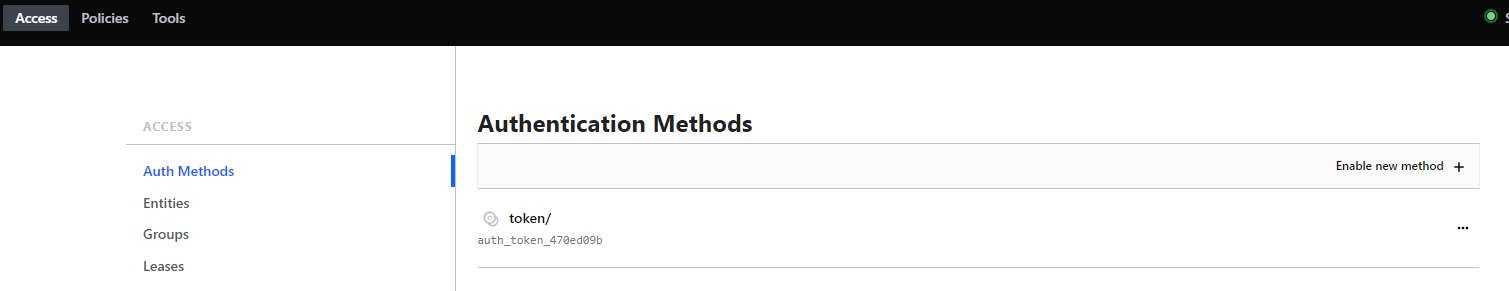 Access Policies Tools
ACCESS
Auth Methods
Entities
Groups
Leases
Authentication Methods
Enable new method +
token/
auth_token_470ed09b